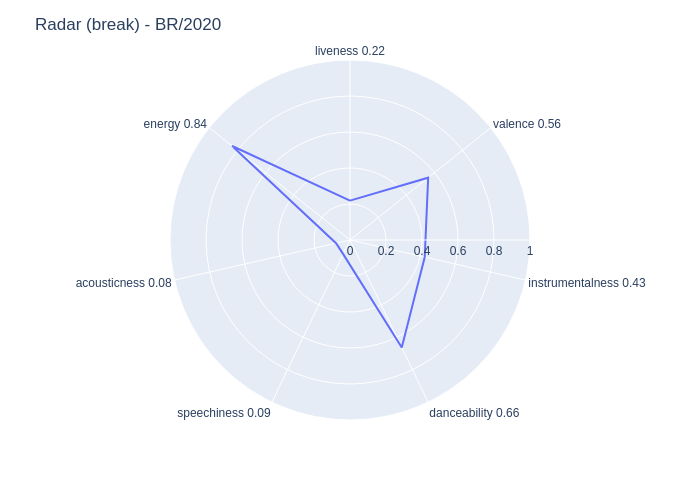 Radar (break) - BR/2020
liveness 0.22
energy 0.84
valence 0.56
0
0.2
0.4
0.6
0.8
1
acousticness 0.08
instrumentalness 0.43
speechiness 0.09
danceability 0.66